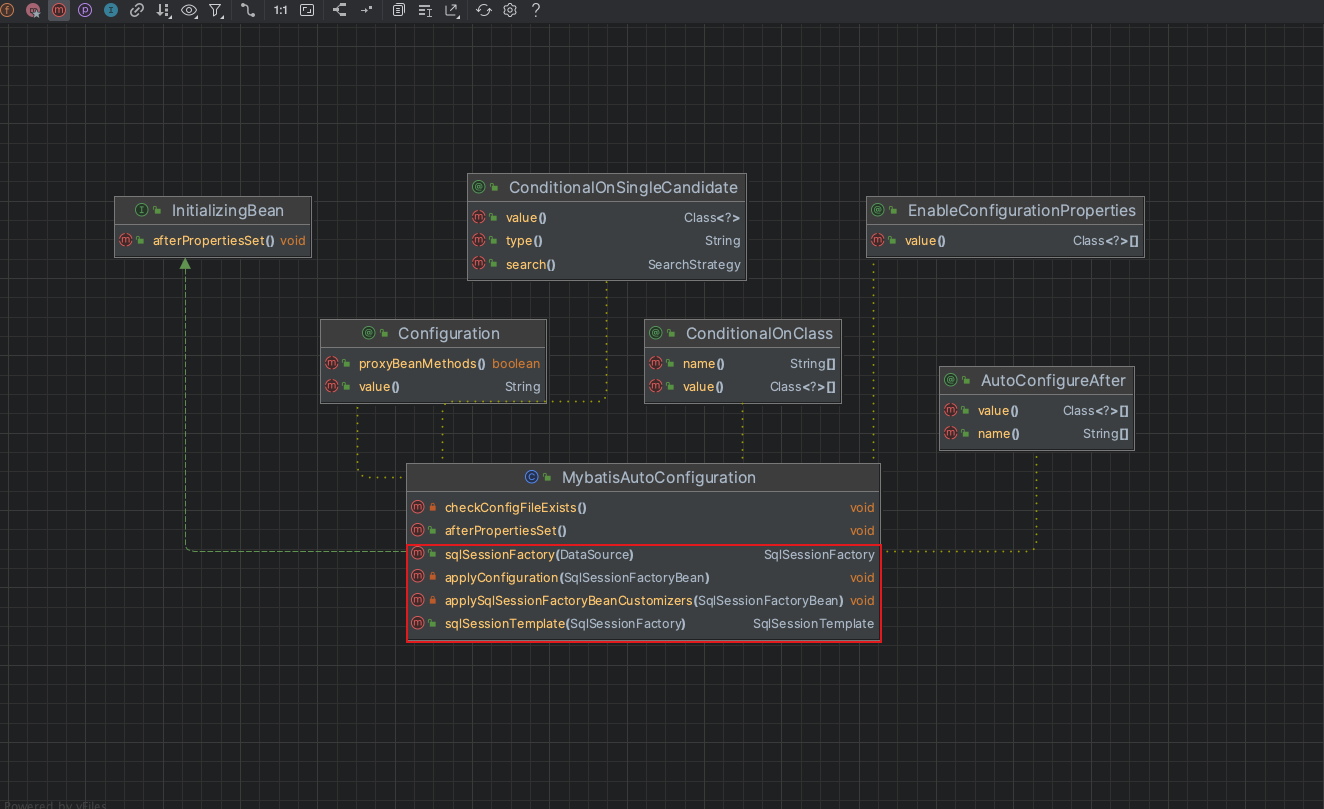 1:1
InitializingBean
afterPropertiesSet() void
ConditionalOnSingleCandidate
value() Class<?>
type() String
search() SearchStrategy
EnableConfigurationProperties
value() Class<?>[]
Configuration
proxyBeanMethods() boolean
value() String
ConditionalOnClass
name() String[]
value() Class<?>[]
AutoConfigureAfter
value() Class<?>[]
name() String[]
MybatisAutoConfiguration
checkConfigFileExists() void
afterPropertiesSet() void
sqlSessionFactory(DataSource) SqlSessionFactory
applyConfiguration(SqlSessionFactoryBean) void
applySqlSessionFactoryBeanCustomizers(SqlSessionFactoryBean) void
sqlSessionTemplate(SqlSessionFactory) SqlSessionTemplate
Powered by yFiles